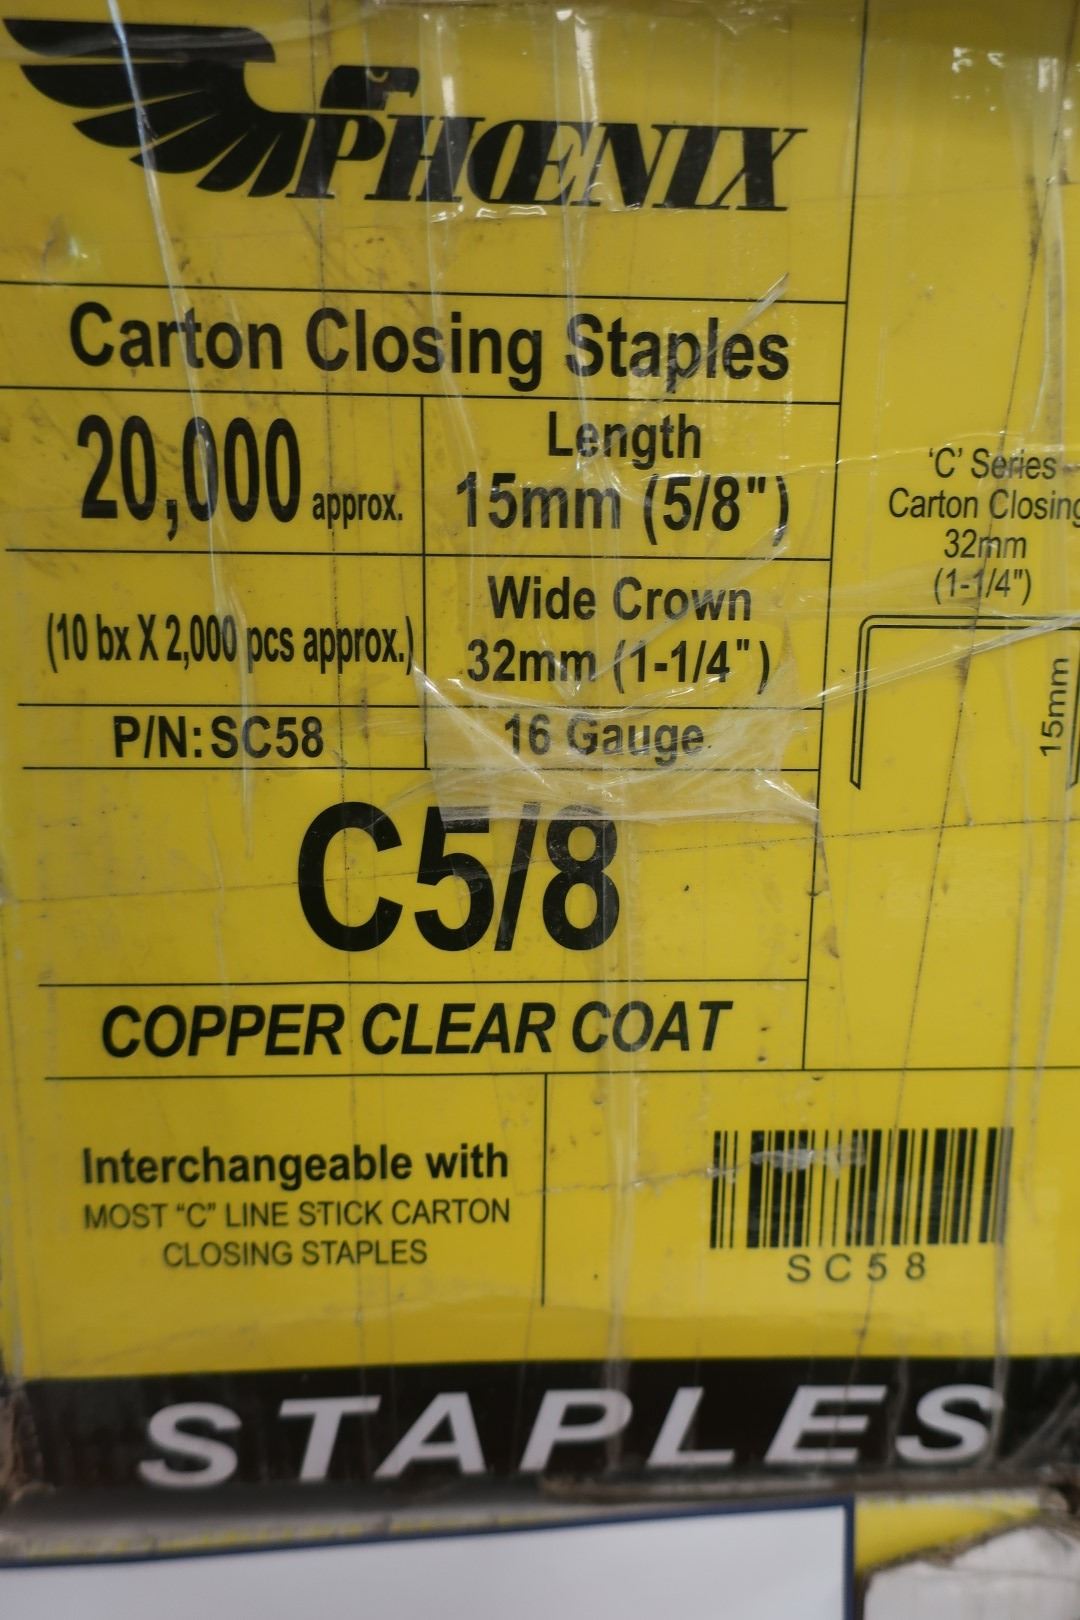 PHŒNIX
Carton Closing Staples
20,000 approx.
Length
15mm (5/8")
(10 bx X 2,000 pcs approx.)
Wide Crown
32mm (1-1/4")
P/N:SC58
16 Gauge
C5/8
COPPER CLEAR COAT
Interchangeable with
MOST “C” LINE STICK CARTON
CLOSING STAPLES
‘C’ Series
Carton Closing
32mm
(1-1/4")
15mm
SC58
STAPLES